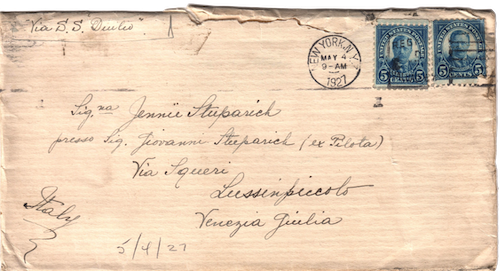 "Via S.S. Duilio"
NEW YORK, N.Y.
MAY 4
9-AM
1927
UNITED STATES POSTAGE
5 CENTS 5
UNITED STATES POSTAGE
5 CENTS 5
Sig.na Jennie Stuparich
presso Sig. Giovanni Stuparich (ex Pilota)
Via Squeri
Lussinpiccolo
Venezia Giulia
Italy
5/4/27